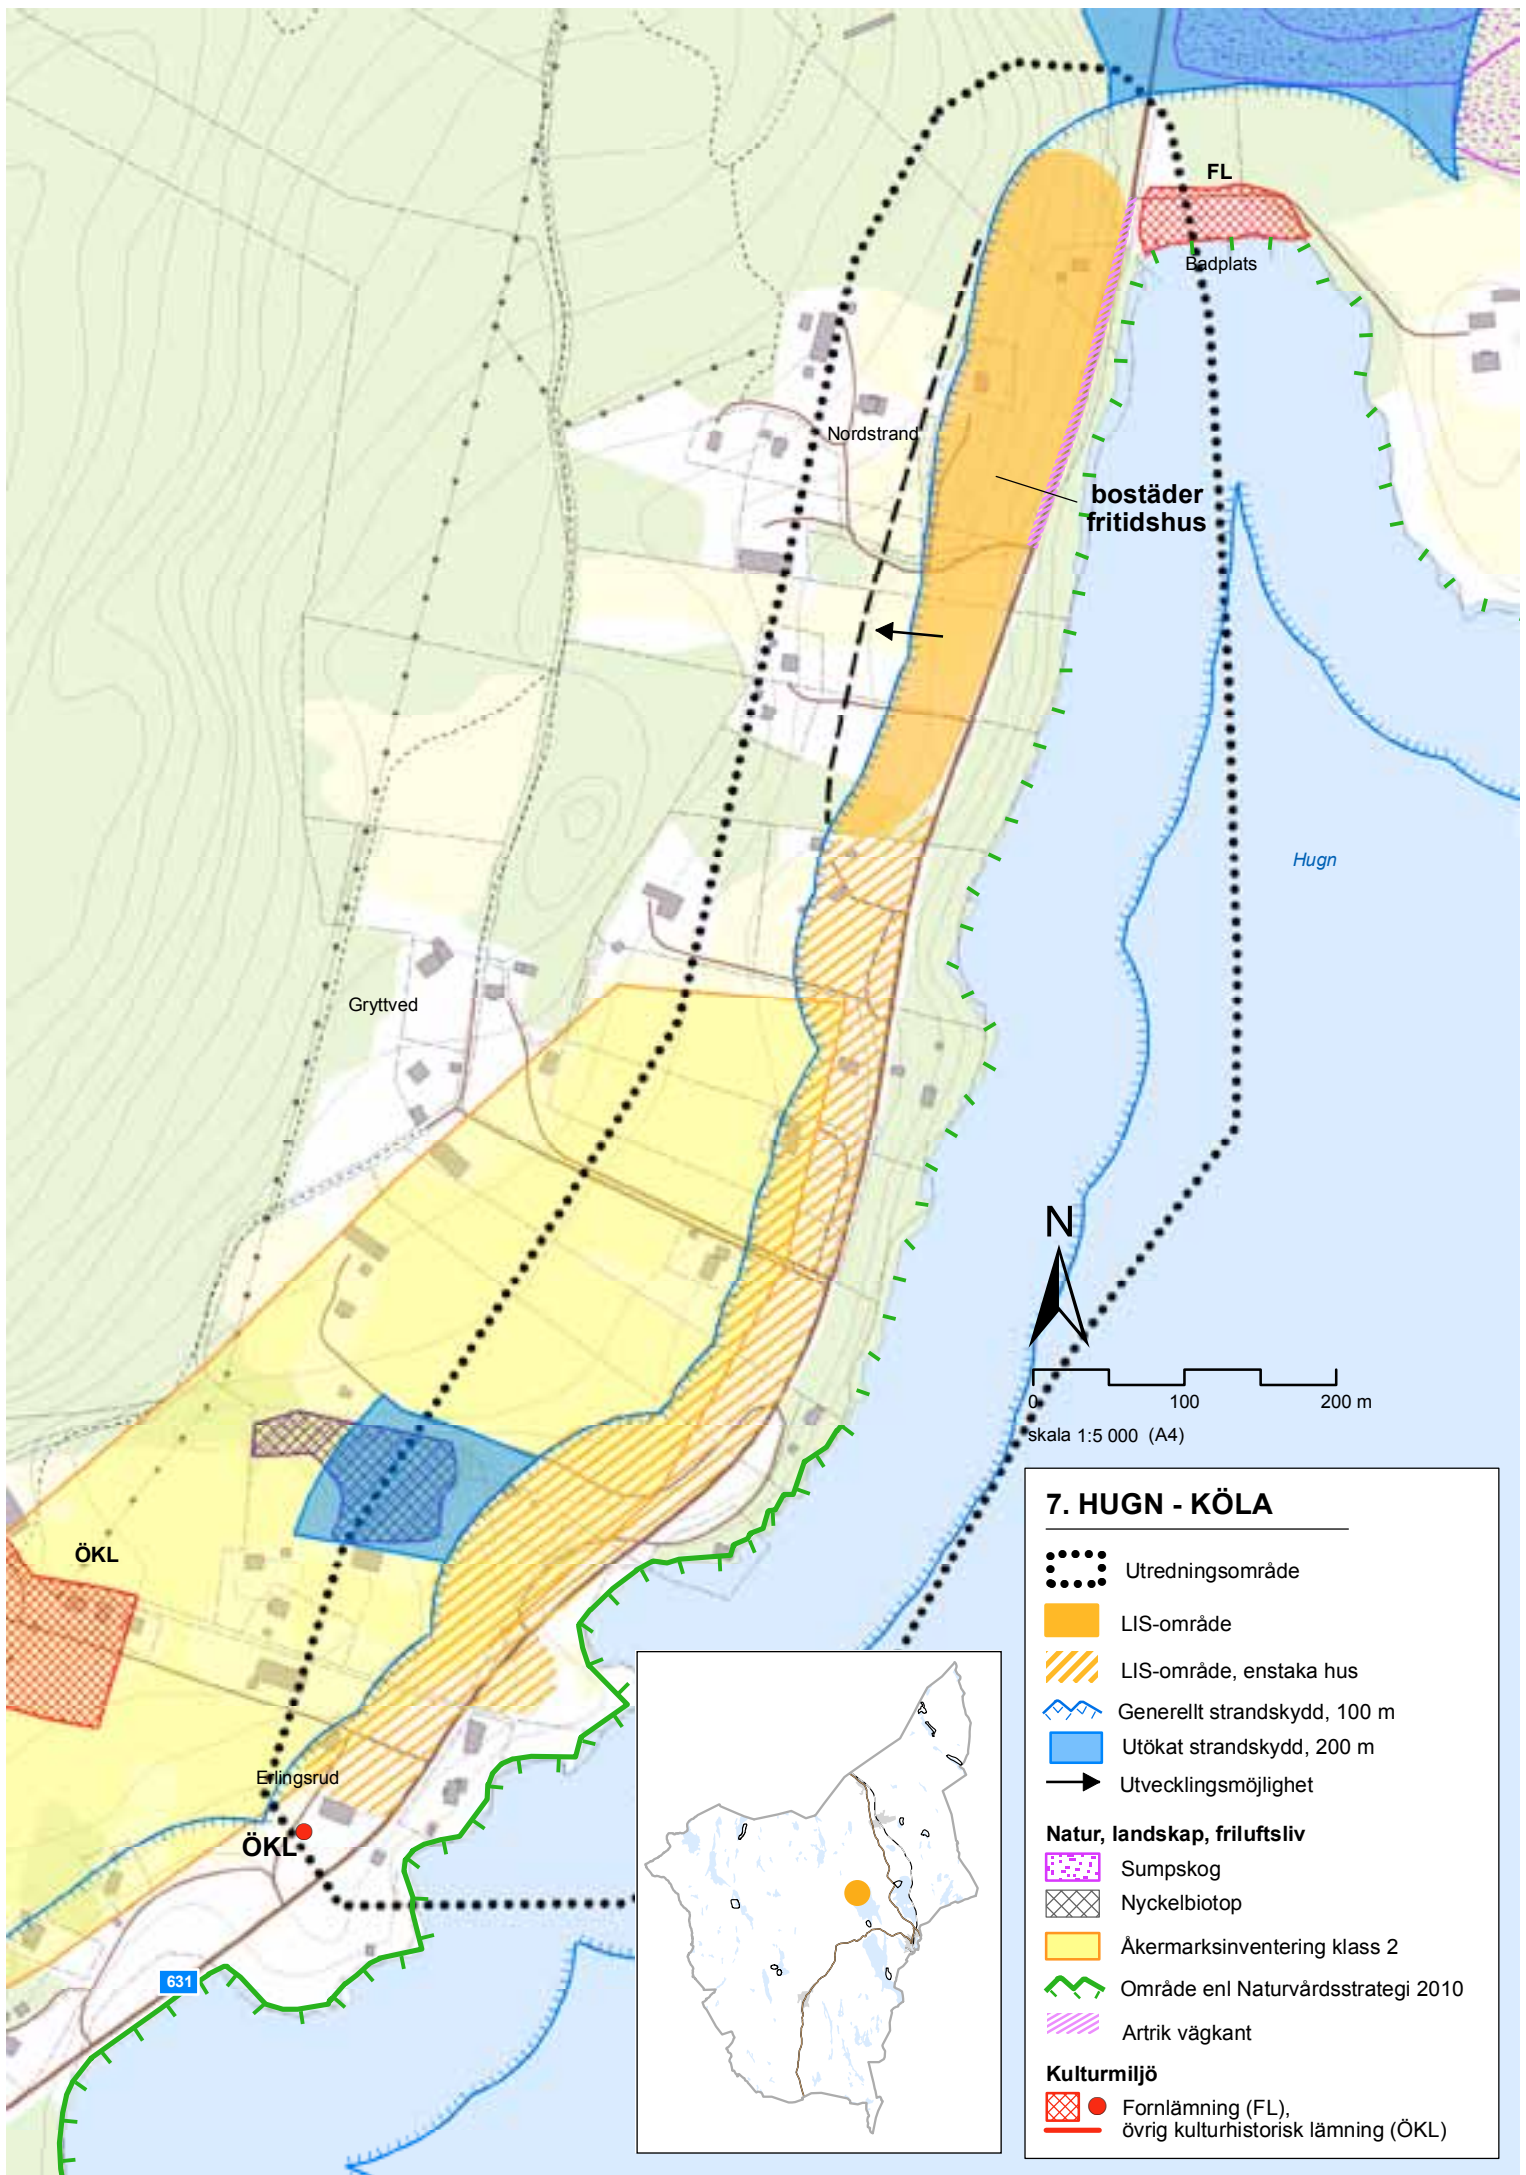 FL
Badplats
Nordstrand
bostäder
fritidshus
Hugn
Gryttved
N
0 100 200 m
skala 1:5 000 (A4)
ÖKL
Erlingsrud
ÖKL
631
7. HUGN - KÖLA
Utredningsområde
LIS-område
LIS-område, enstaka hus
Generellt strandskydd, 100 m
Utökat strandskydd, 200 m
Utvecklingsmöjlighet
Natur, landskap, friluftsliv
Sumpskog
Nyckelbiotop
Åkermarksinventering klass 2
Område enl Naturvårdsstrategi 2010
Artrik vägkant
Kulturmiljö
Fornlämning (FL),
övrig kulturhistorisk lämning (ÖKL)